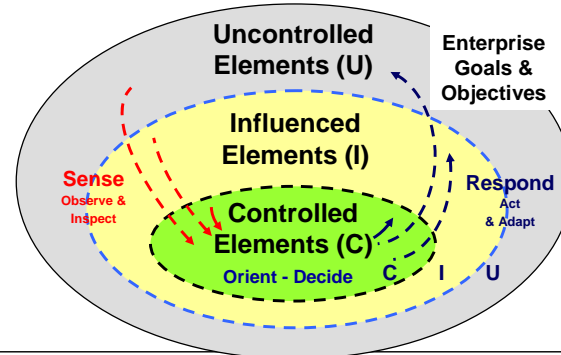 Uncontrolled
Elements (U)
Enterprise
Goals &
Objectives
Influenced
Elements (I)
Sense
Observe &
Inspect
Respond
Act
& Adapt
Controlled
Elements (C)
Orient - Decide
C I U